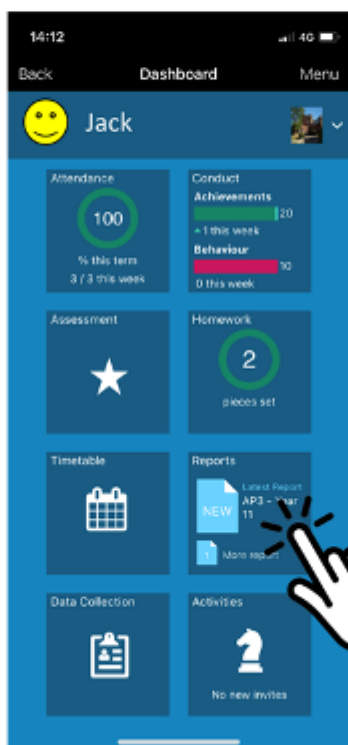 14:12
4G
Back Dashboard Menu
Jack
Attendance
100
% this term
3 / 3 this week
Conduct
Achievements
20
1 this week
Behaviour
10
0 this week
Assessment
Homework
2
pieces set
Timetable
Reports
Latest Report
NEW
AP3 - Year
11
1 More report
Data Collection
Activities
No new invites